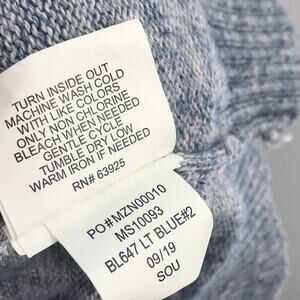 TURN INSIDE OUT
MACHINE WASH COLD
WITH LIKE COLORS
ONLY NON CHLORINE
BLEACH WHEN NEEDED
GENTLE CYCLE
TUMBLE DRY LOW
WARM IRON IF NEEDED
RN# 63925
PO#MZN00010
MS10093
BL647 LT BLUE#2
09/19
SOU